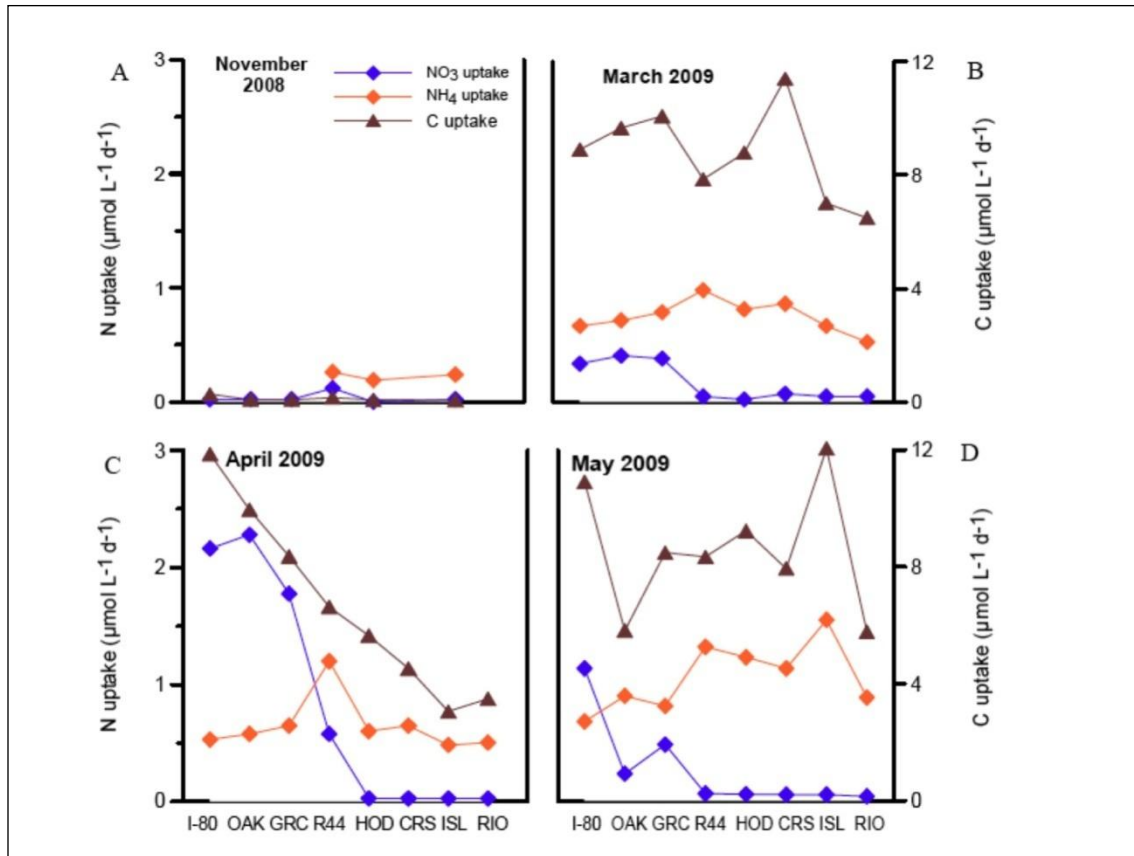 A
November
2008
NO3 uptake
NH4 uptake
C uptake
N uptake (µmol L-1 d-1)
3
2
1
0
March 2009
B
12
8
4
0
C uptake (µmol L-1 d-1)
C
April 2009
N uptake (µmol L-1 d-1)
3
2
1
0
I-80 OAK GRC R44 HOD CRS ISL RIO
May 2009
D
12
8
4
0
C uptake (µmol L-1 d-1)
I-80 OAK GRC R44 HOD CRS ISL RIO